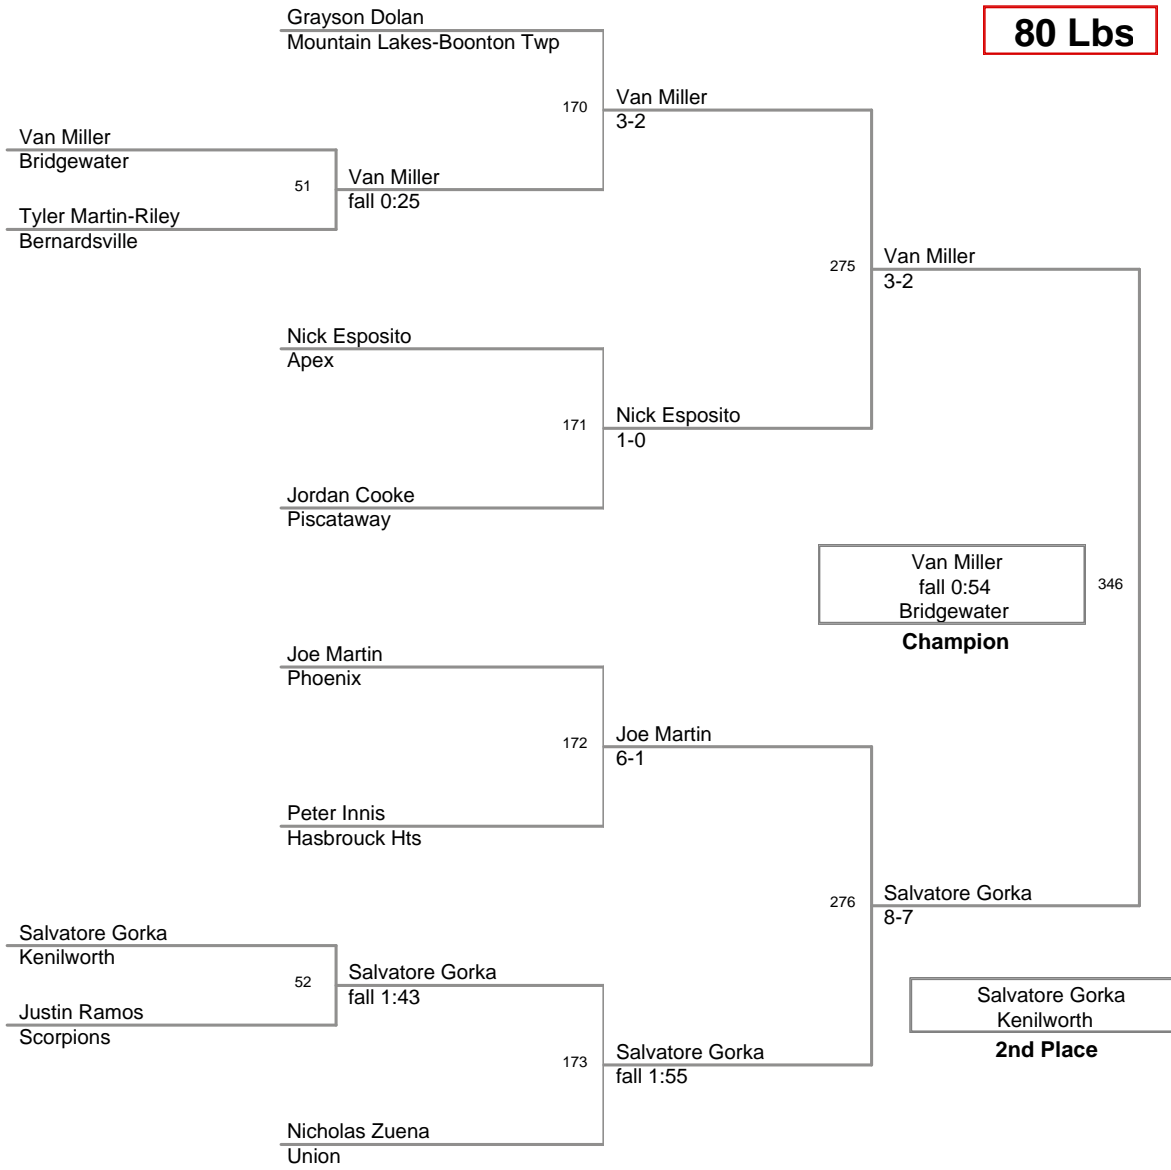 Grayson Dolan
Mountain Lakes-Boonton Twp
80 Lbs
170
Van Miller
3-2
Van Miller
Bridgewater
51
Van Miller
fall 0:25
Tyler Martin-Riley
Bernardsville
275
Van Miller
3-2
Nick Esposito
Apex
171
Nick Esposito
1-0
Jordan Cooke
Piscataway
Van Miller
fall 0:54
Bridgewater
Champion
346
Joe Martin
Phoenix
172
Joe Martin
6-1
Peter Innis
Hasbrouck Hts
276
Salvatore Gorka
8-7
Salvatore Gorka
Kenilworth
52
Salvatore Gorka
fall 1:43
Justin Ramos
Scorpions
Salvatore Gorka
Kenilworth
2nd Place
173
Salvatore Gorka
fall 1:55
Nicholas Zuena
Union